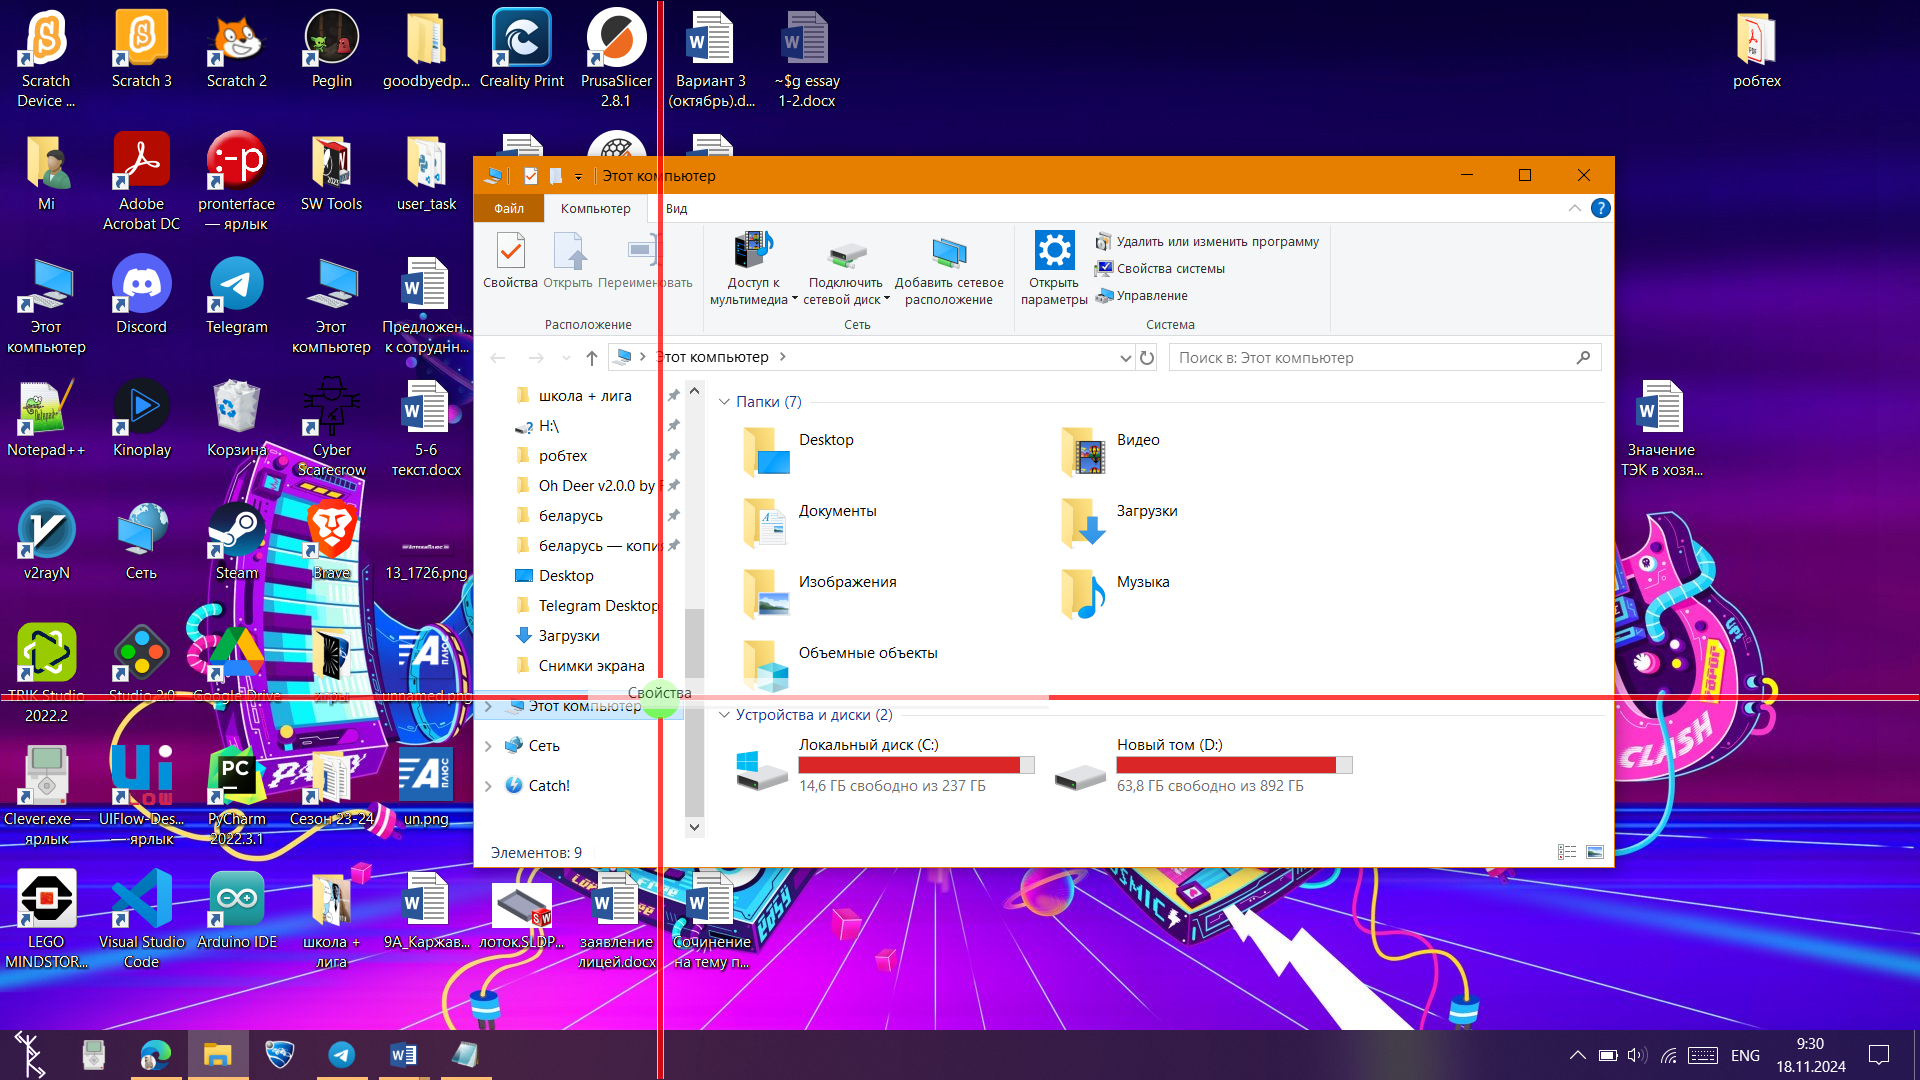 Scratch Device ...
Scratch 3
Scratch 2
Peglin
goodbyedp...
Creality Print
PrusaSlicer 2.8.1
Вариант 3 (октябрь).d...
~$g essay 1-2.docx
робтех
Mi
Adobe Acrobat DC
pronterface — ярлык
SW Tools
user_task
Этот компьютер
Discord
Telegram
Этот компьютер
Предложен... к сотрудн...
Notepad++
Kinoplay
Корзина
Cyber Scarecrow
5-6 текст.docx
v2rayN
Сеть
Steam
Brave
13_1726.png
TRIK Studio 2022.2
Studio 2.0
Google Drive
игры
unnamed.png
Clever.exe — ярлык
UIFlow-Des... — ярлык
PyCharm 2022.3.1
Сезон 23-24
un.png
LEGO MINDSTOR...
Visual Studio Code
Arduino IDE
школа + лига
9А_Каржав...
лоток.SLDP...
заявление лицей.docx
Сочинение на тему п...
Значение ТЭК в хозя...
Этот компьютер
Файл
Компьютер
Вид
Свойства
Открыть
Переименовать
Расположение
Доступ к мультимедиа
Подключить сетевой диск
Добавить сетевое расположение
Сеть
Открыть параметры
Удалить или изменить программу
Свойства системы
Управление
Система
Этот компьютер
Поиск в: Этот компьютер
школа + лига
H:\
робтех
Oh Deer v2.0.0 by
беларусь
беларусь — копи
Desktop
Telegram Desktop
Загрузки
Снимки экрана
Свойства
Этот компьютер
Сеть
Catch!
Папки (7)
Desktop
Видео
Документы
Загрузки
Изображения
Музыка
Объемные объекты
Устройства и диски (2)
Локальный диск (C:)
14,6 ГБ свободно из 237 ГБ
Новый том (D:)
63,8 ГБ свободно из 892 ГБ
Элементов: 9
CLASH
ENG
9:30
18.11.2024